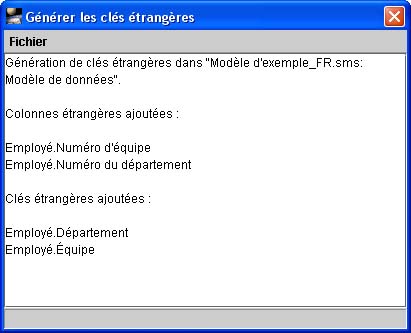 Générer les clés étrangères
Fichier
Génération de clés étrangères dans "Modèle d'exemple_FR.sms:
Modèle de données".
Colonnes étrangères ajoutées :
Employé.Numéro d'équipe
Employé.Numéro du département
Clés étrangères ajoutées :
Employé.Département
Employé.Équipe